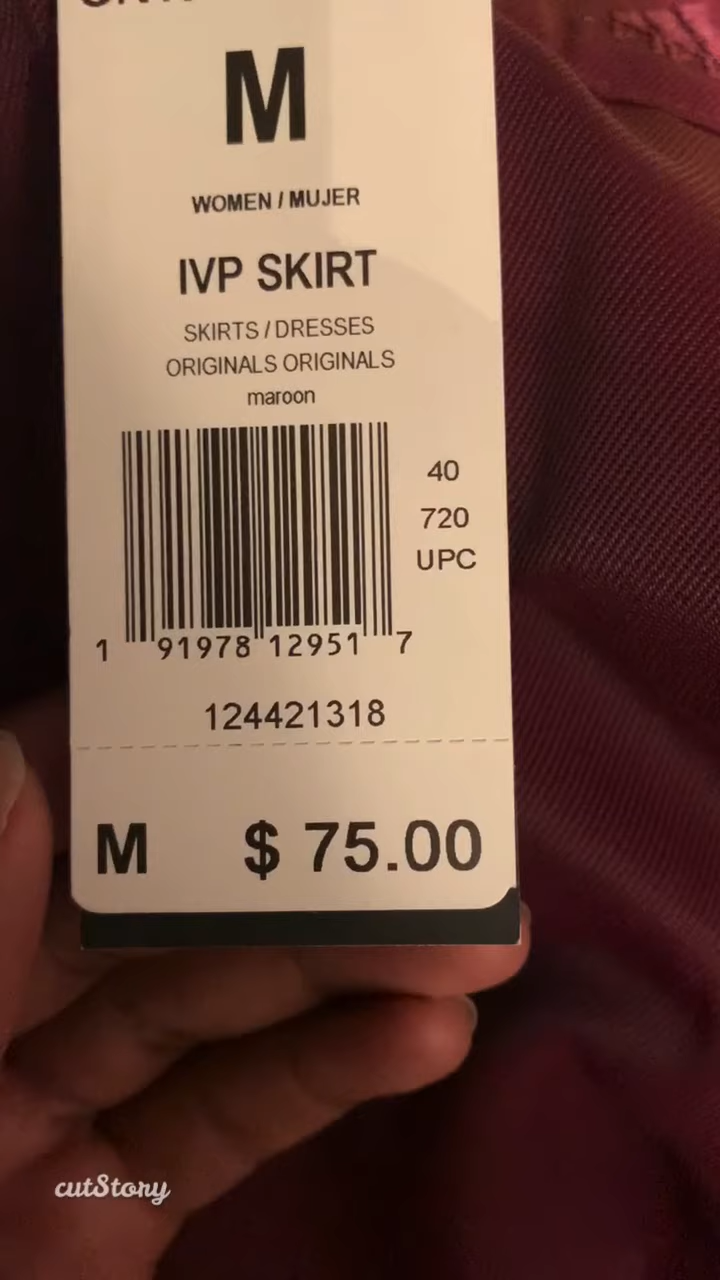 M
WOMEN / MUJER
IVP SKIRT
SKIRTS / DRESSES
ORIGINALS ORIGINALS
maroon
40
720
UPC
1 91978 12951 7
124421318
M $ 75.00
cutStory